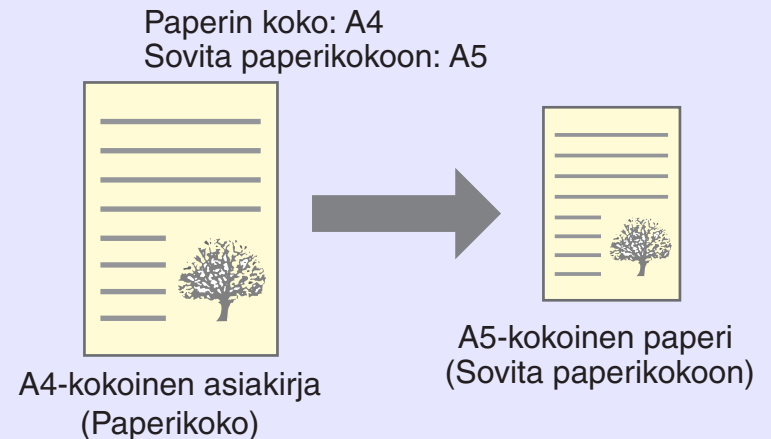 Paperin koko: A4
Sovita paperikokoon: A5
A4-kokoinen asiakirja
(Paperikoko)
A5-kokoinen paperi
(Sovita paperikokoon)